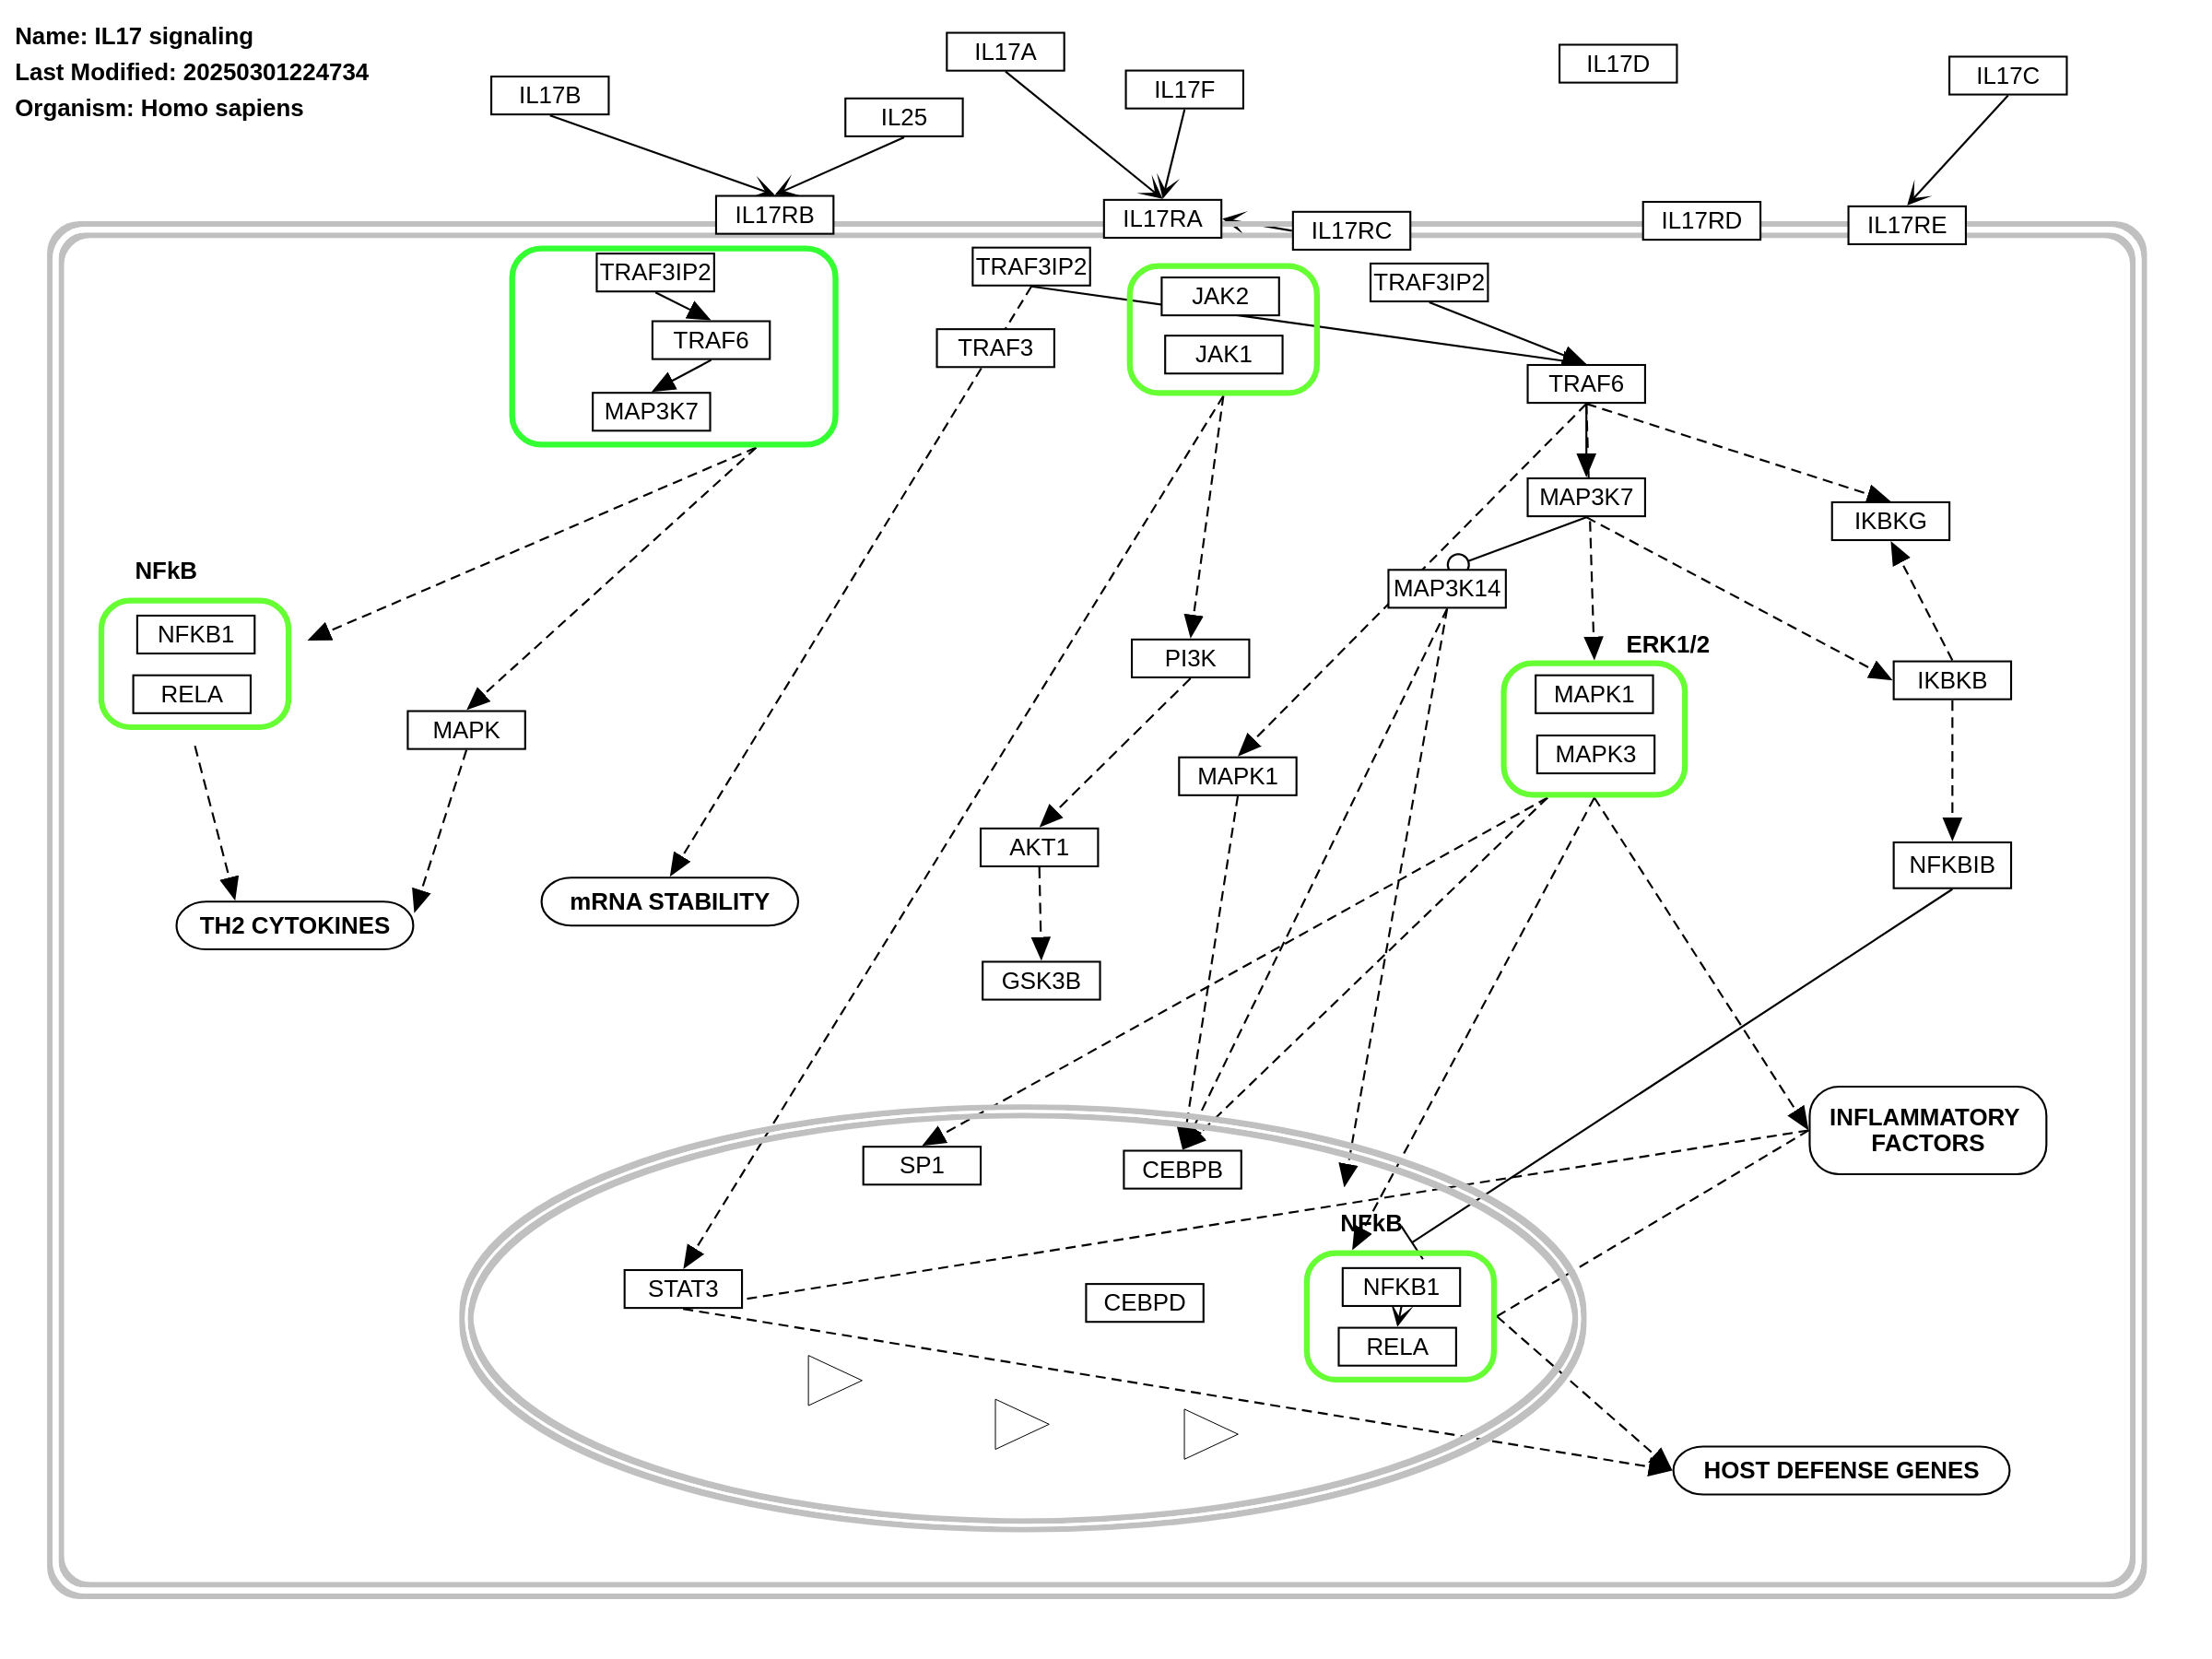 Name: IL17 signaling
Last Modified: 20250301224734
Organism: Homo sapiens
IL17A
IL17D
IL17C
IL17F
IL17B
IL25
IL17RB
IL17RA
IL17RC
IL17RD
IL17RE
TRAF3IP2
TRAF3IP2
TRAF3IP2
JAK2
TRAF6
TRAF3
JAK1
TRAF6
MAP3K7
MAP3K7
IKBKG
NFkB
MAP3K14
NFKB1
ERK1/2
PI3K
IKBKB
RELA
MAPK1
MAPK
MAPK3
MAPK1
AKT1
NFKBIB
mRNA STABILITY
TH2 CYTOKINES
GSK3B
INFLAMMATORY
FACTORS
SP1
CEBPB
NFkB
STAT3
NFKB1
CEBPD
RELA
HOST DEFENSE GENES